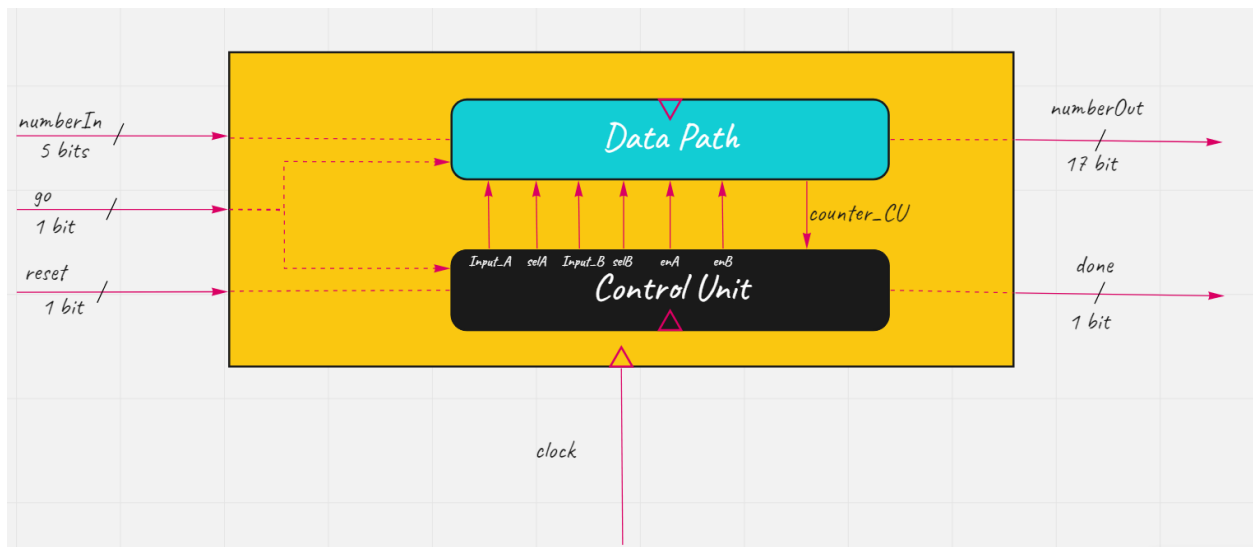 numberIn
5 bits
go
1 bit
reset
1 bit
Data Path
counter_CU
Input_A selA Input_B selB enA enB
Control Unit
numberOut
17 bit
done
1 bit
clock